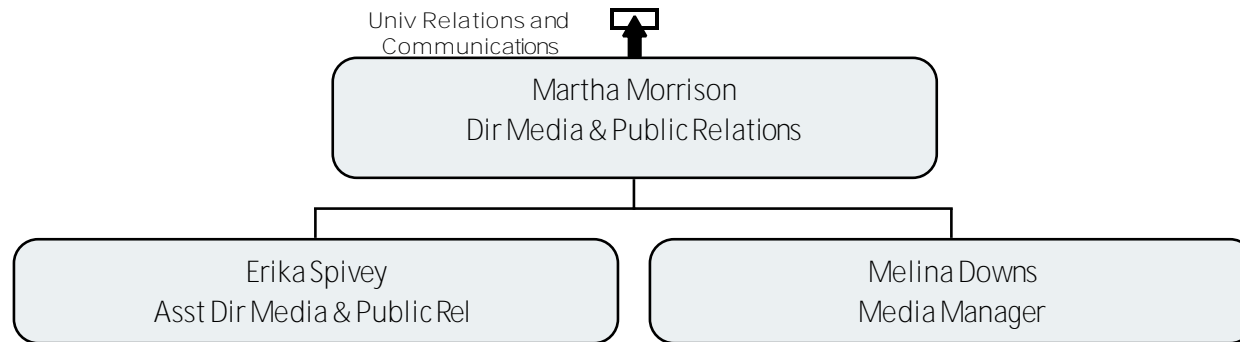 Univ Relations and
Communications
Martha Morrison
Dir Media & Public Relations
Erika Spivey
Asst Dir Media & Public Rel
Melina Downs
Media Manager